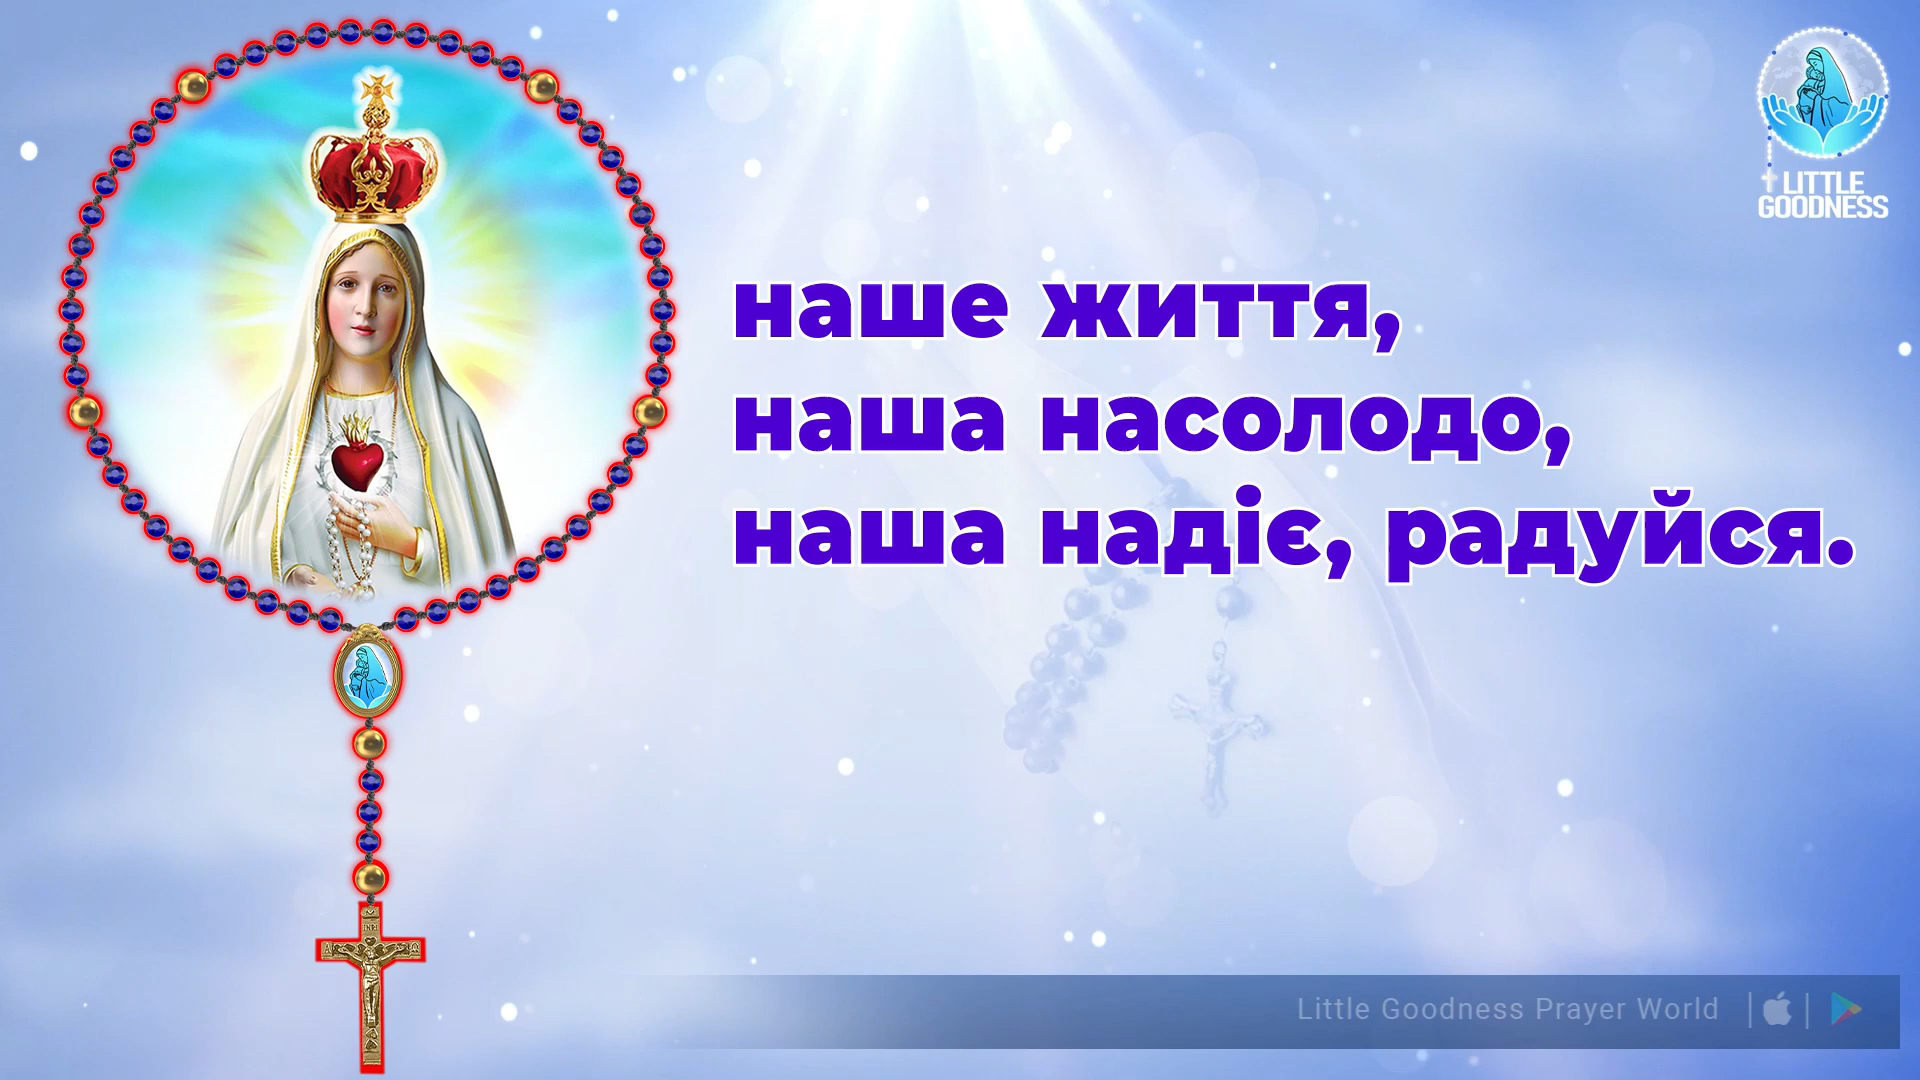 наше життя,
наша насолодо,
наша надіє, радуйся.
LITTLE
GOODNESS
INRI
Little Goodness Prayer World